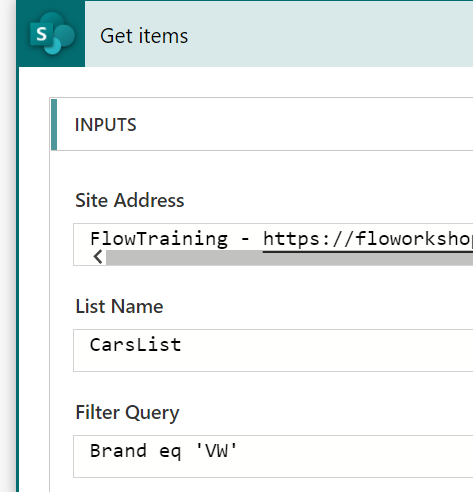 S
Get items
INPUTS
Site Address
FlowTraining - https://floworkshop
List Name
CarsList
Filter Query
Brand eq 'VW'